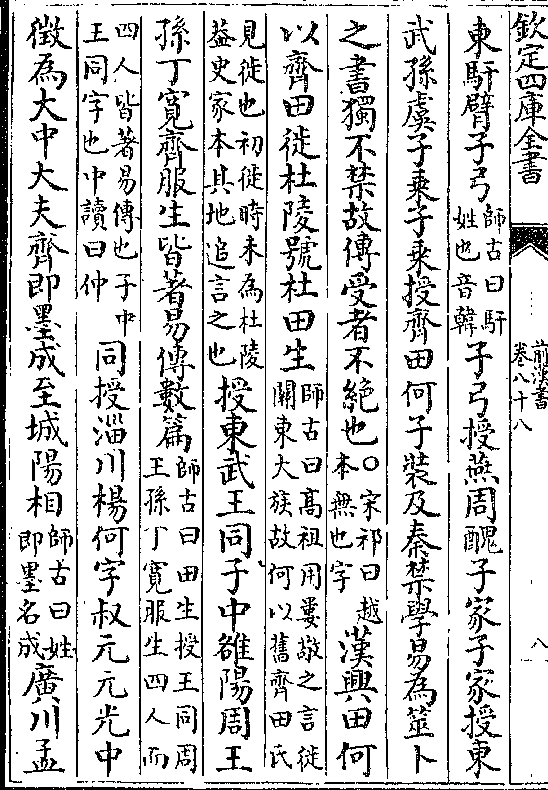 欽定四庫全書
前漢書
卷八十八
八
東馯臂子弓師古曰馯姓也音韓子弓授燕周醜子家子家授東
武孫虞子乗子乗授齊田何子裝及秦禁學易為筮卜
之書獨不禁故傳受者不絶也○宋祁曰越本無也字漢興田何
以齊田徙杜陵號杜田生師古曰髙祖用婁敬之言徙關東大族故何以舊齊田氏
見徙也初徙時未為杜陵葢史家本其地追言之也授東武王同子中雒陽周王
孫丁寛齊服生皆著易傳數篇師古曰田生授王同周王孫丁寛服生四人而
四人皆著易傳也子中王同字也中讀曰仲同授淄川楊何字叔元元光中
徵為大中大夫齊即墨成至城陽相師古曰姓即墨名成廣川孟